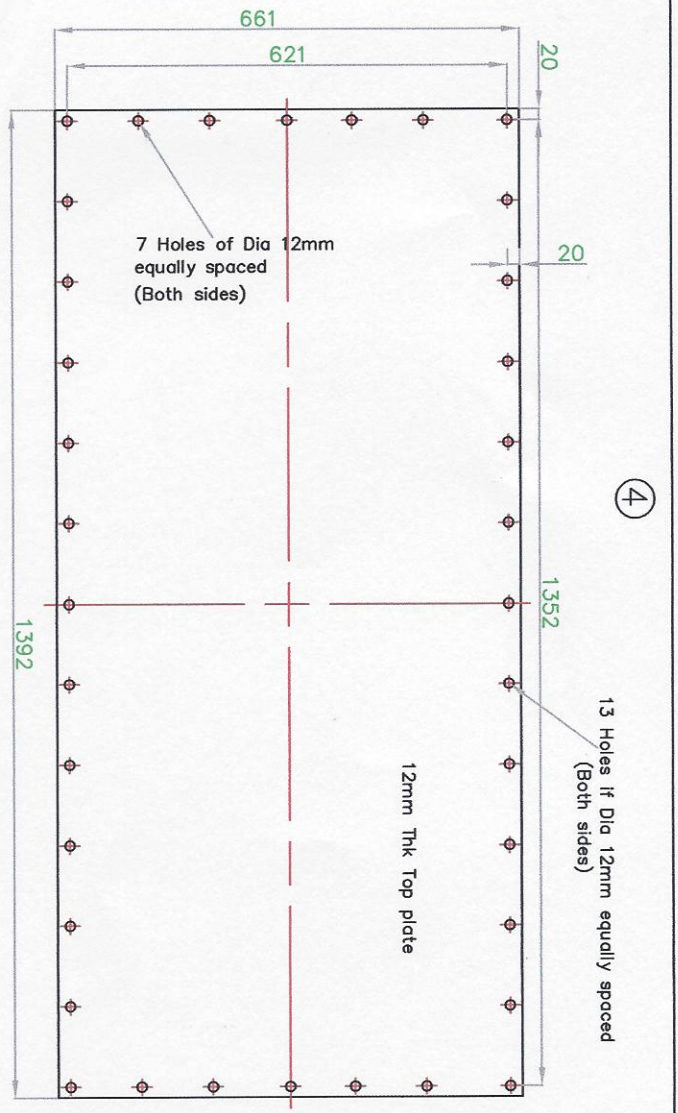 661
621
20
7 Holes of Dia 12mm
equally spaced
(Both sides)
20
4
1352
1392
13 Holes If Dia 12mm equally spaced
(Both sides)
12mm Thk Top plate